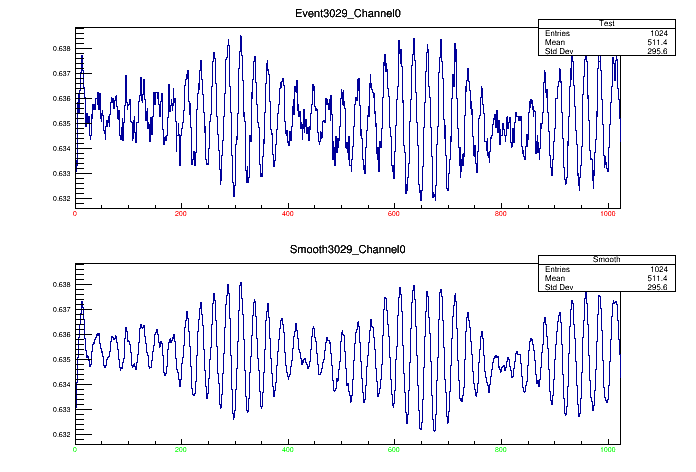 Event3029_Channel0
Test
Entries 1024
Mean 511.4
Std Dev 295.6
0.638
0.637
0.636
0.635
0.634
0.633
0.632
0 200 400 600 800 1000
Smooth3029_Channel0
Smooth
Entries 1024
Mean 511.4
Std Dev 295.6
0.638
0.637
0.636
0.635
0.634
0.633
0.632
0 200 400 600 800 1000